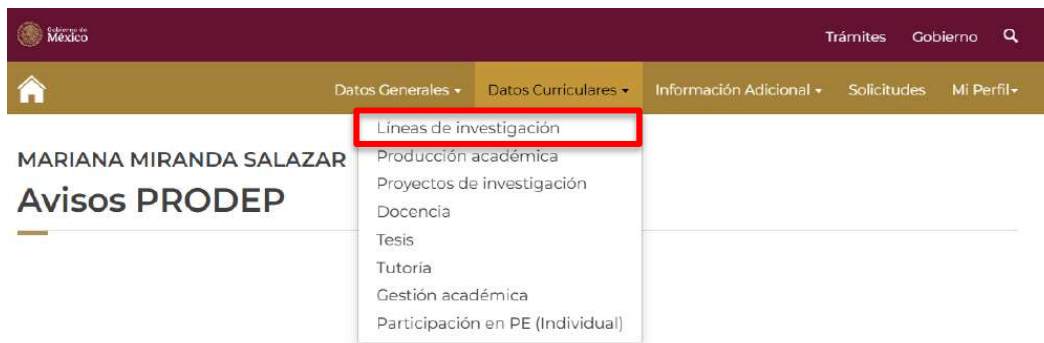 Gobierno de
México
Trámites Gobierno
Datos Generales Datos Curriculares Información Adicional Solicitudes Mi Perfil
Líneas de investigación
Producción académica
Proyectos de investigación
Docencia
Tesis
Tutoría
Gestión académica
Participación en PE (Individual)
MARIANA MIRANDA SALAZAR
Avisos PRODEP